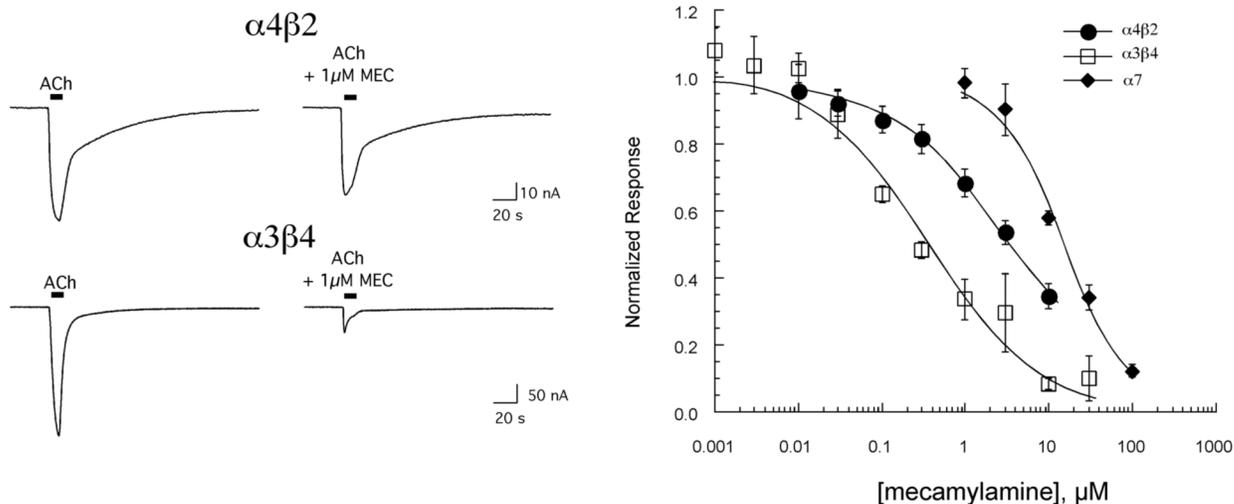 α4β2
ACh
ACh
+ 1μM MEC
10 nA
20 s
α3β4
ACh
ACh
+ 1μM MEC
50 nA
20 s
1.2
1.0
0.8
0.6
0.4
0.2
0.0
Normalized Response
α4β2
α3β4
α7
0.001 0.01 0.1 1 10 100 1000
[mecamylamine], μM